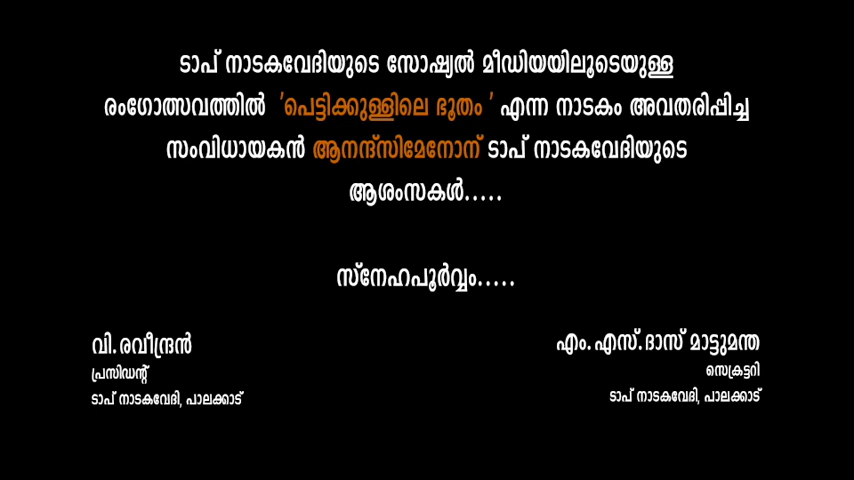 ടാപ് നാടകവേദിയുടെ സോഷ്യൽ മീഡിയയിലൂടെയുള്ള
രംഗോത്സവത്തിൽ 'പെട്ടിക്കുള്ളിലെ ഭൂതം ' എന്ന നാടകം അവതരിപ്പിച്ച
സംവിധായകൻ ആനന്ദ്സിമേനോന് ടാപ് നാടകവേദിയുടെ
ആശംസകൾ.....
സ്നേഹപൂർവ്വം.....
വി. രവീന്ദ്രൻ
പ്രസിഡന്റ്
ടാപ് നാടകവേദി, പാലക്കാട്
എം. എസ്. ദാസ് മാട്ടുമന്ത
സെക്രട്ടറി
ടാപ് നാടകവേദി, പാലക്കാട്